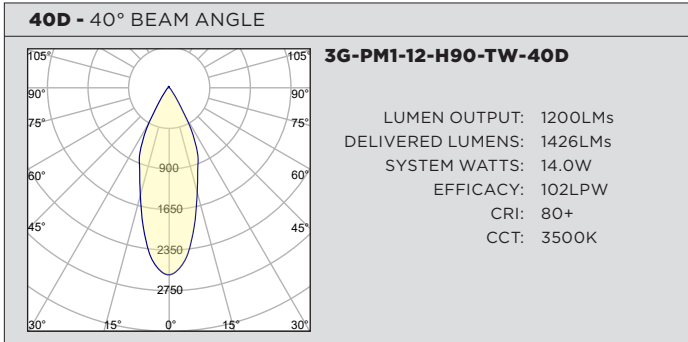 40D - 40° BEAM ANGLE
3G-PM1-12-H90-TW-40D
LUMEN OUTPUT: 1200LMs
DELIVERED LUMENS: 1426LMs
SYSTEM WATTS: 14.0W
EFFICACY: 102LPW
CRI: 80+
CCT: 3500K
105° 105°
90° 90°
75° 75°
60° 900 60°
1650
45° 45°
2350
2750
30° 15° 0° 15° 30°